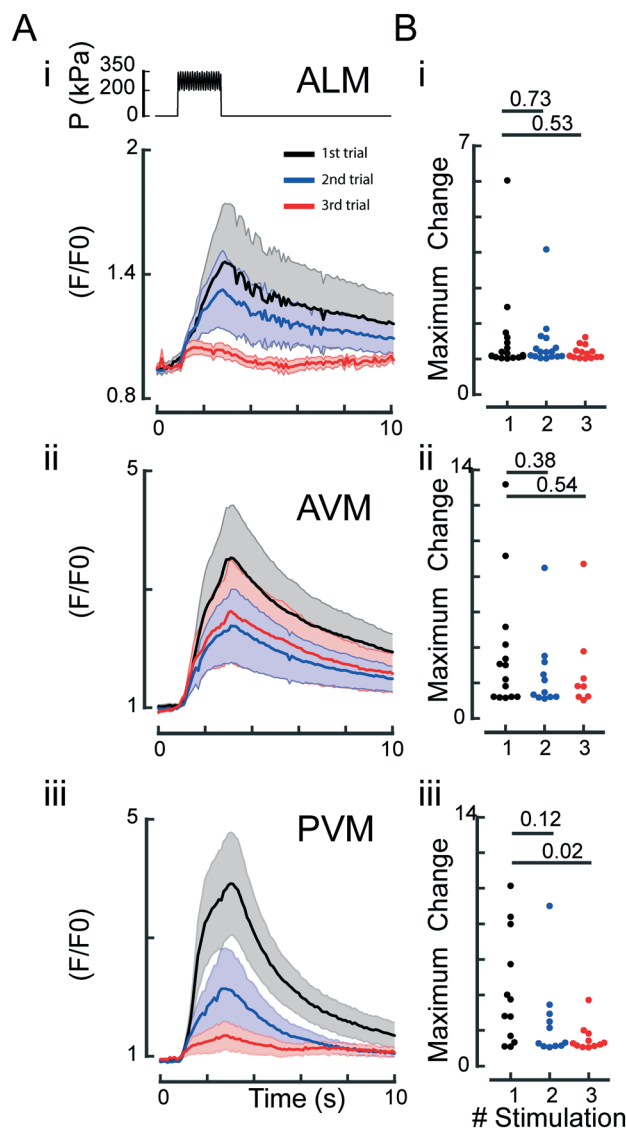 A
B
i
P (kPa)
350
200
0
ALM
i
0.73
0.53
2
1st trial
2nd trial
3rd trial
(F/F0)
1.4
0.8
0
10
7
Maximum Change
0
1 2 3
ii
5
AVM
(F/F0)
1
0
10
ii
14
0.38
0.54
Maximum Change
0
1 2 3
iii
5
PVM
(F/F0)
1
0
10
Time (s)
iii
14
0.12
0.02
Maximum Change
0
1 2 3
# Stimulation